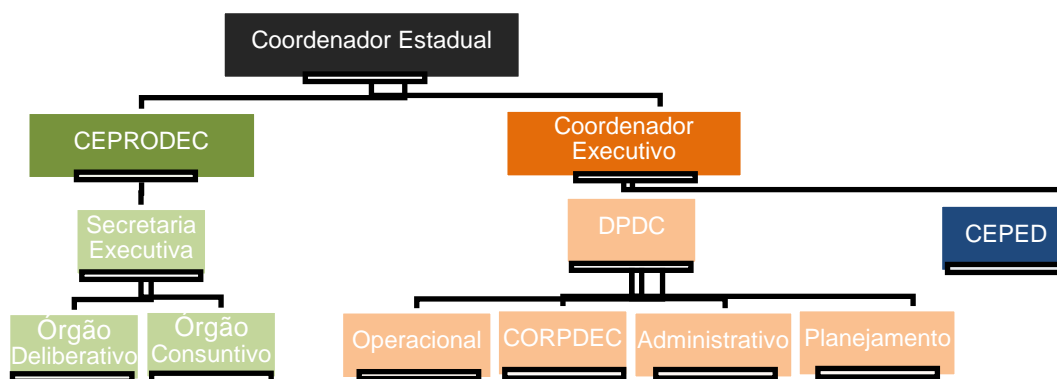 Coordenador Estadual
CEPRODEC
Coordenador
Executivo
Secretaria
Executiva
DPDC
CEPED
Órgão
Deliberativo
Órgão
Consuntivo
Operacional
CORPDEC
Administrativo
Planejamento